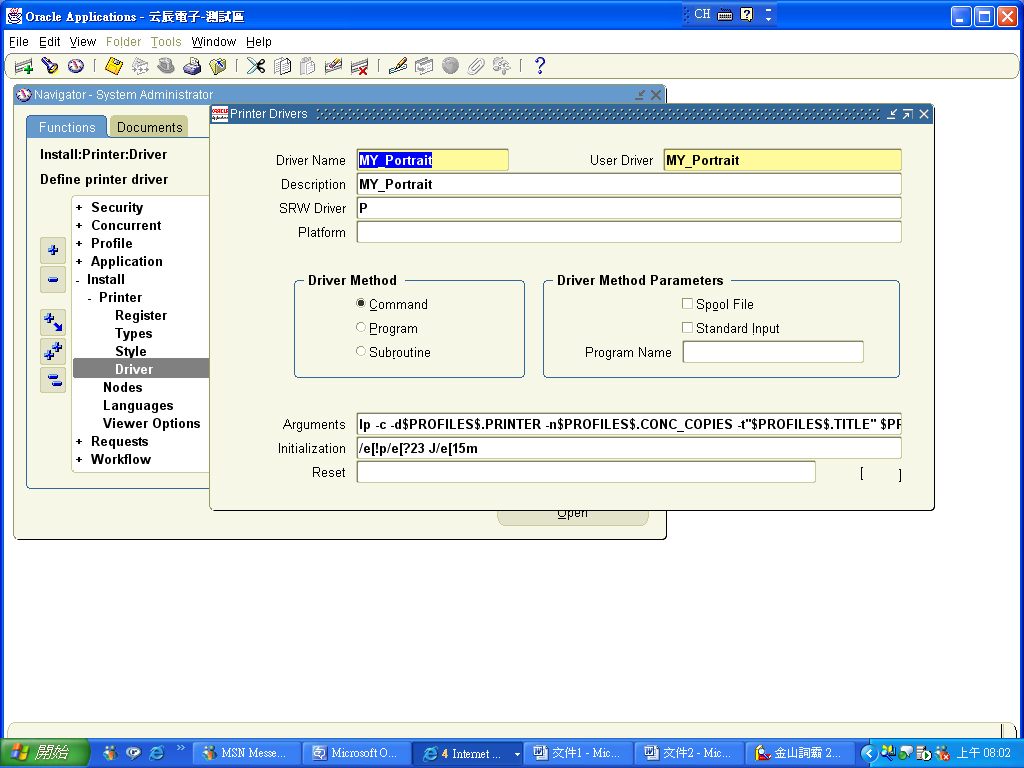 Oracle Applications - 云辰電子-測試區
CH
File Edit View Folder Tools Window Help
Navigator - System Administrator
Functions Documents
Install:Printer:Driver
Define printer driver
+ Security
+ Concurrent
+ Profile
+ Application
- Install
- Printer
Register
Types
Style
Driver
Nodes
Languages
Viewer Options
+ Requests
+ Workflow
Open
Printer Drivers
Driver Name MY_Portrait User Driver MY_Portrait
Description MY_Portrait
SRW Driver P
Platform
Driver Method
Command
Program
Subroutine
Driver Method Parameters
Spool File
Standard Input
Program Name
Arguments lp -c -d$PROFILES$.PRINTER -n$PROFILES$.CONC_COPIES -t"$PROFILES$.TITLE" $PR
Initialization /e[!p/e[?23 J/e[15m
Reset [ ]
開始 MSN Messe... Microsoft O... 4 Internet ... 文件1 - Mic... 文件2 - Mic... 金山詞霸 2... 上午 08:02